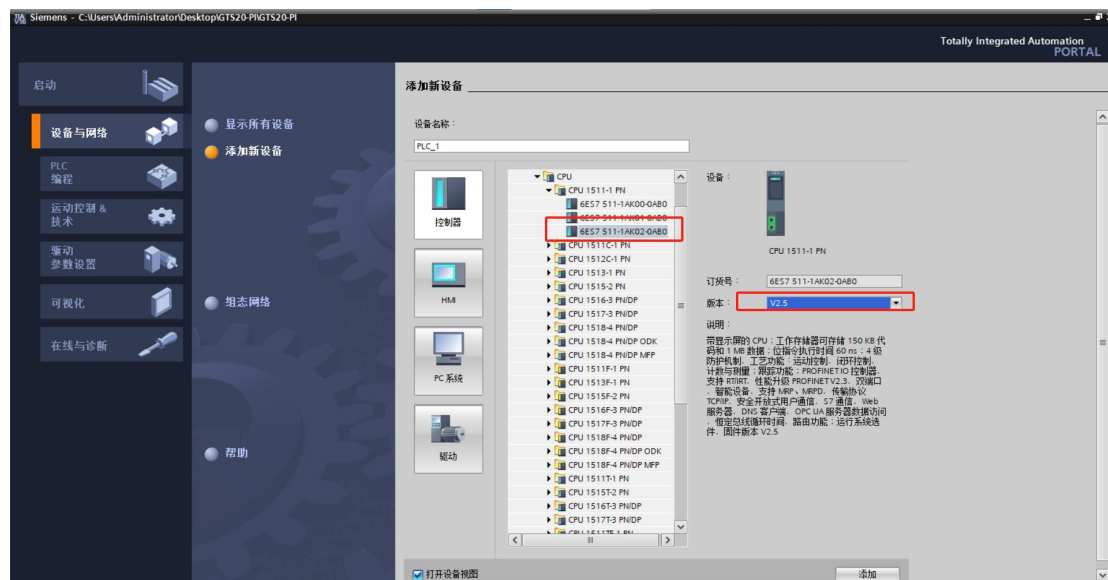 Siemens - C:\Users\Administrator\Desktop\GTS20-PI\GTS20-PI
Totally Integrated Automation
PORTAL
启动
设备与网络
PLC
编程
运动控制 &
技术
驱动
参数设置
可视化
在线与诊断
显示所有设备
添加新设备
组态网络
帮助
添加新设备
设备名称:
PLC_1
控制器
HMI
PC 系统
驱动
CPU
CPU 1511-1 PN
6ES7 511-1AK00-0AB0
6ES7 511-1AK01-0AB0
6ES7 511-1AK02-0AB0
CPU 1511C-1 PN
CPU 1512C-1 PN
CPU 1513-1 PN
CPU 1515-2 PN
CPU 1516-3 PN/DP
CPU 1517-3 PN/DP
CPU 1518-4 PN/DP
CPU 1518-4 PN/DP ODK
CPU 1518-4 PN/DP MFP
CPU 1511F-1 PN
CPU 1513F-1 PN
CPU 1515F-2 PN
CPU 1516F-3 PN/DP
CPU 1517F-3 PN/DP
CPU 1518F-4 PN/DP
CPU 1518F-4 PN/DP ODK
CPU 1518F-4 PN/DP MFP
CPU 1511T-1 PN
CPU 1515T-2 PN
CPU 1516T-3 PN/DP
CPU 1517T-3 PN/DP
CPU 1511TF-1 PN
设备:
CPU 1511-1 PN
订货号:
6ES7 511-1AK02-0AB0
版本:
V2.5
说明:
带显示屏的 CPU;工作存储器可存储 150 KB 代
码和 1 MB 数据;位指令执行时间 60 ns;4 级
防护机制,工艺功能:运动控制,闭环控制,
计数与测量;跟踪功能;PROFINET IO 控制器,
支持 RT/IRT,性能升级 PROFINET V2.3,双端口
,智能设备,支持 MRP、MRPD,传输协议
TCP/IP,安全开放式用户通信,S7 通信,Web
服务器,DNS 客户端,OPC UA 服务器数据访问
,恒定总线循环时间,路由功能;运行系统选
件,固件版本 V2.5
打开设备视图
添加